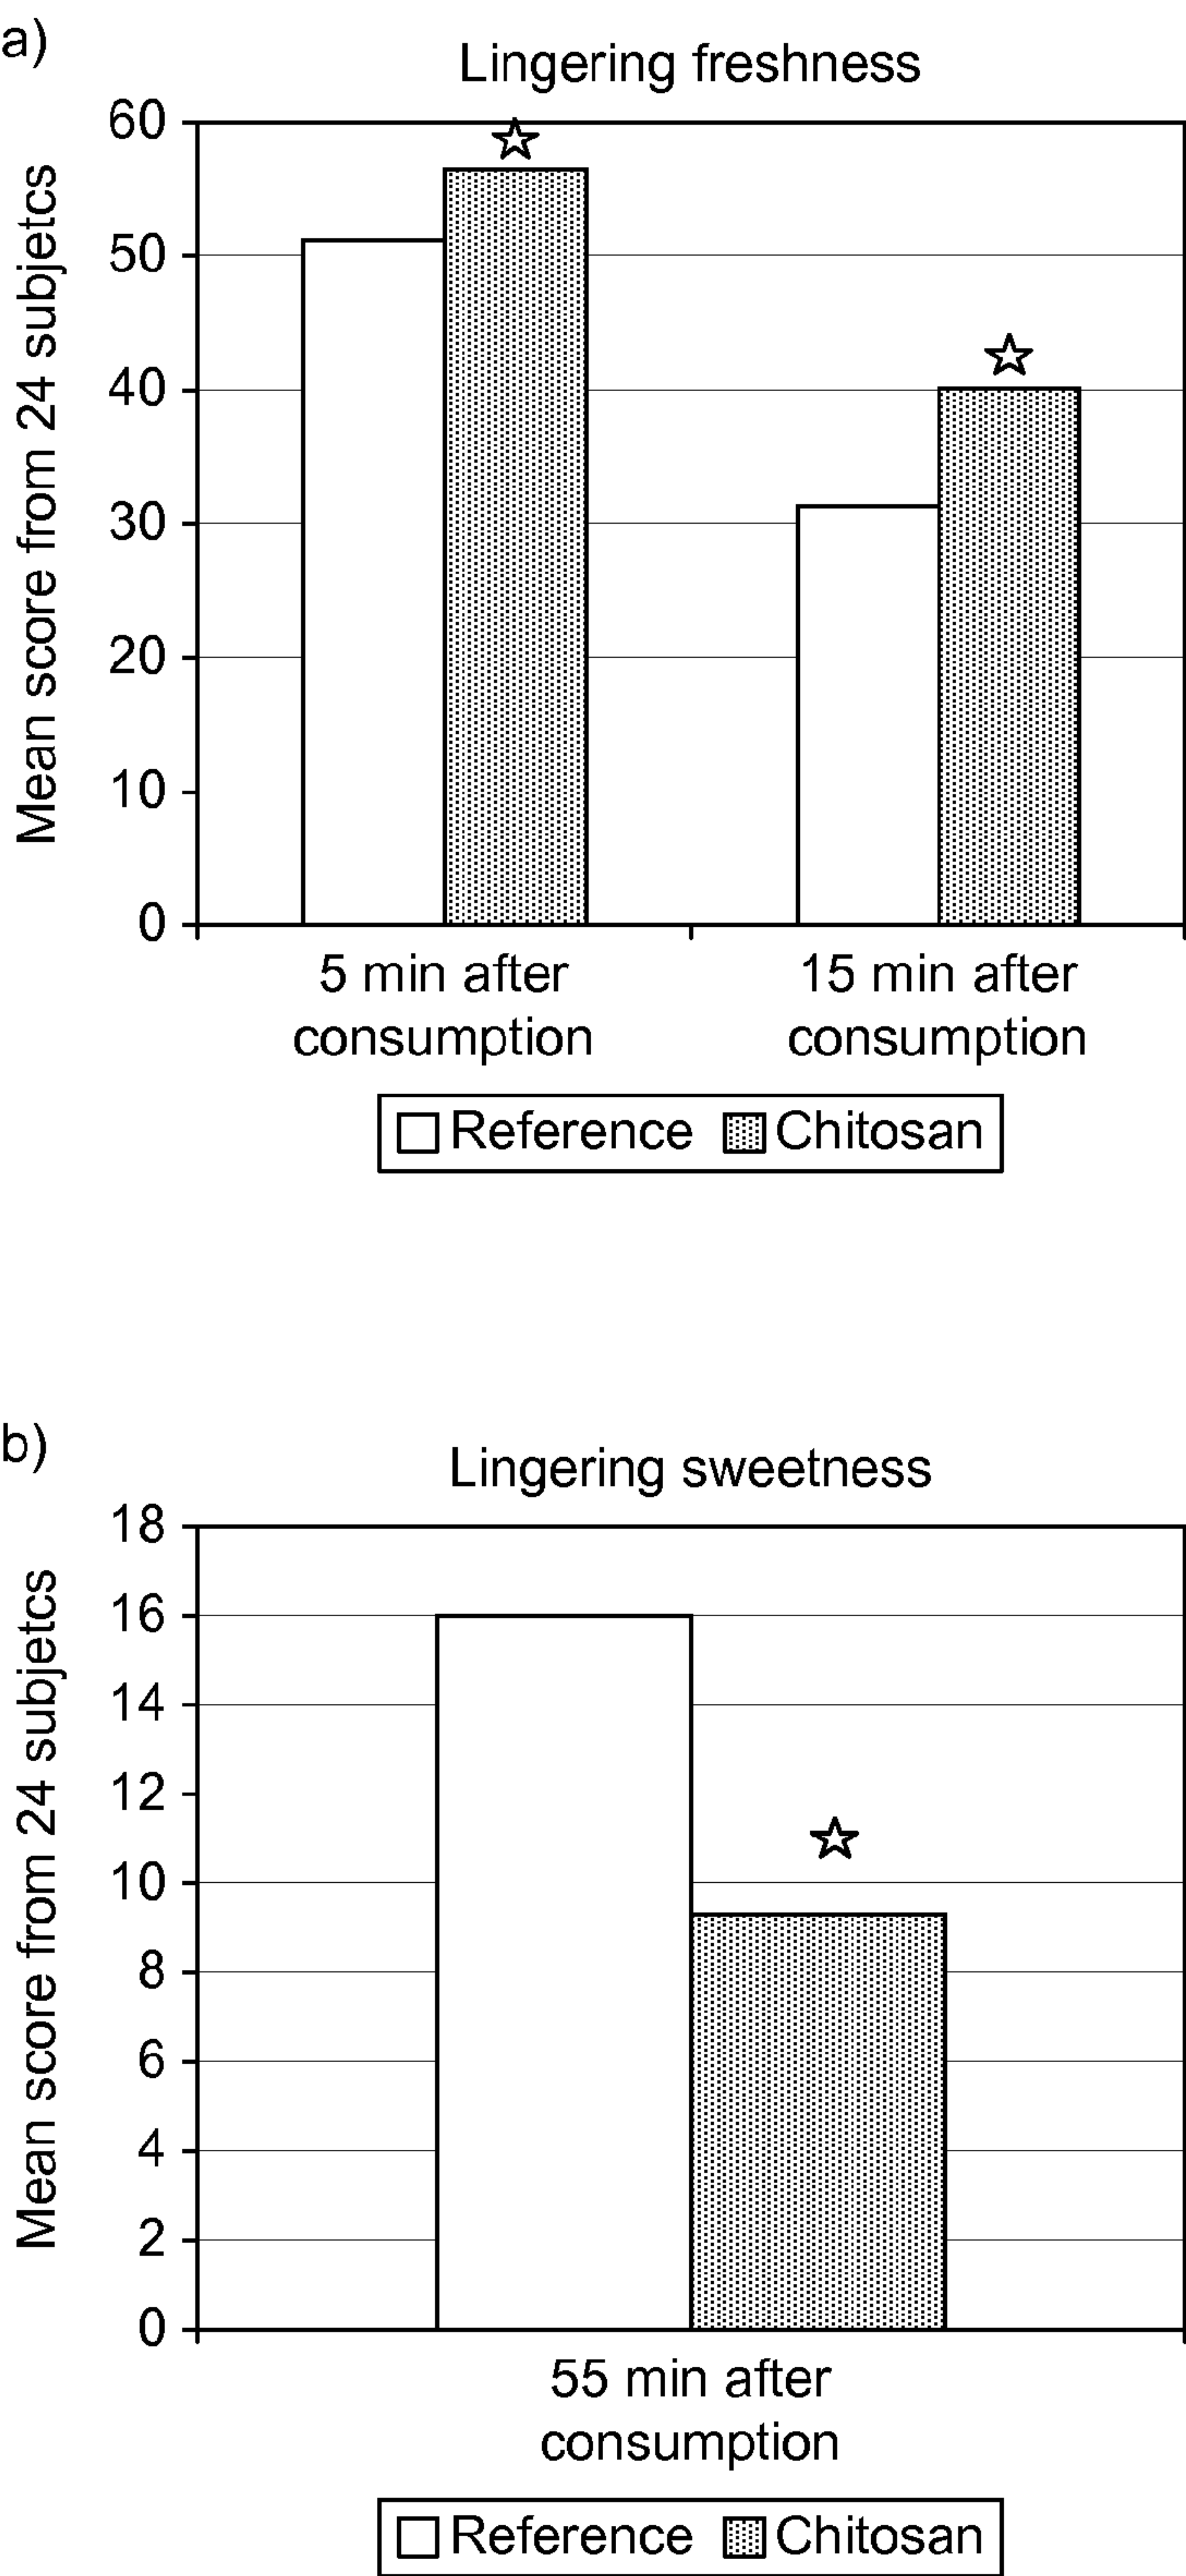 a)
Lingering freshness
Mean score from 24 subjetcs
60
50
40
30
20
10
0
5 min after
consumption
15 min after
consumption
Reference Chitosan
b)
Lingering sweetness
Mean score from 24 subjetcs
18
16
14
12
10
8
6
4
2
0
55 min after
consumption
Reference Chitosan